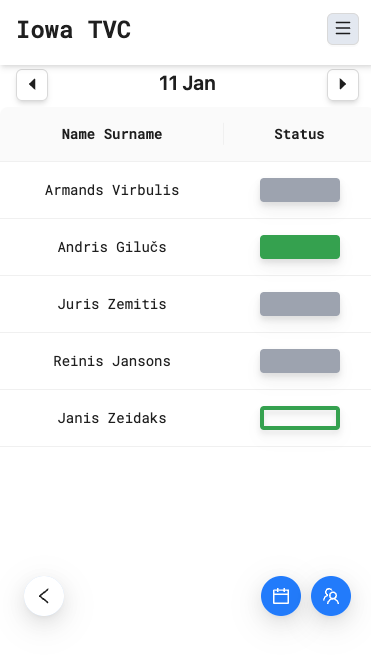 Iowa TVC
11 Jan
Name Surname Status
Armands Virbulis
Andris Gilučs
Juris Zemitis
Reinis Jansons
Janis Zeidaks